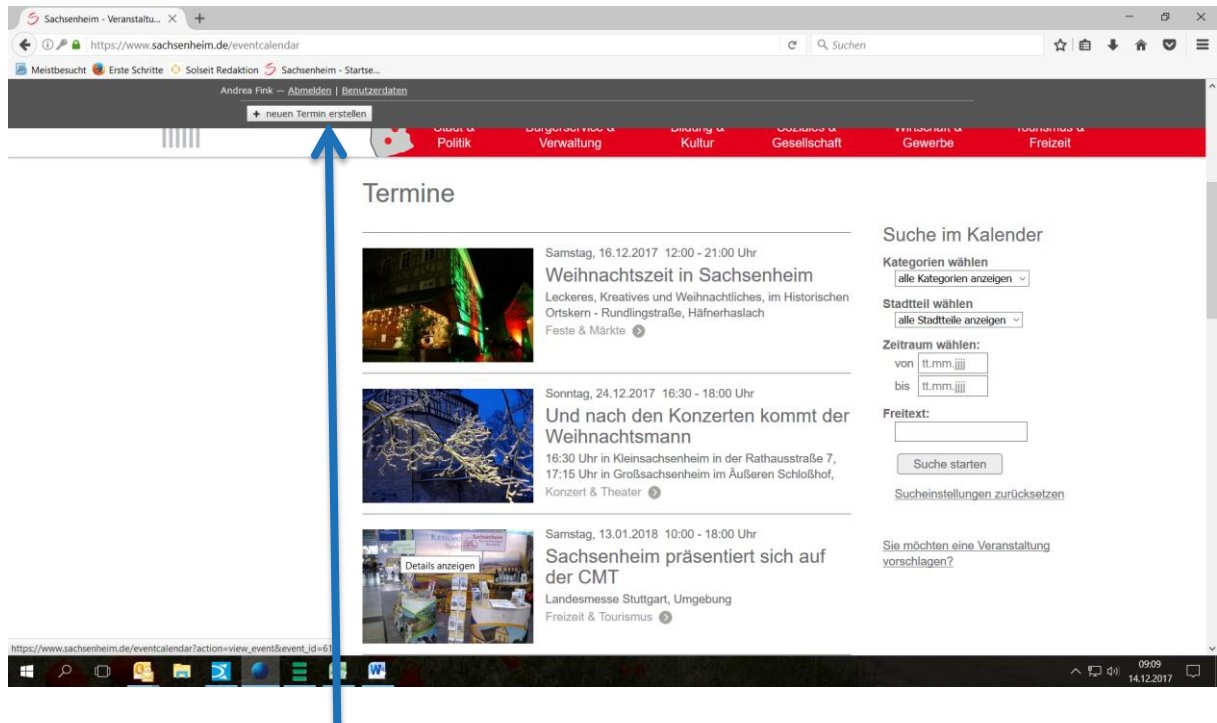 Sachsenheim - Veranstaltu...
https://www.sachsenheim.de/eventcalendar
Suchen
Meistbesucht
Erste Schritte
Solseit Redaktion
Sachsenheim - Startse...
Andrea Fink — Abmelden | Benutzerdaten
+ neuen Termin erstellen
Stadt & Politik
Bürgerservice & Verwaltung
Bildung & Kultur
Soziales & Gesellschaft
Wirtschaft & Gewerbe
Tourismus & Freizeit
Termine
Samstag, 16.12.2017 12:00 - 21:00 Uhr
Weihnachtszeit in Sachsenheim
Leckeres, Kreatives und Weihnachtliches, im Historischen
Ortskern - Rundlingstraße, Häfnerhaslach
Feste & Märkte
Sonntag, 24.12.2017 16:30 - 18:00 Uhr
Und nach den Konzerten kommt der
Weihnachtsmann
16:30 Uhr in Kleinsachsenheim in der Rathausstraße 7,
17:15 Uhr in Großsachsenheim im Äußeren Schloßhof,
Konzert & Theater
Details anzeigen
Samstag, 13.01.2018 10:00 - 18:00 Uhr
Sachsenheim präsentiert sich auf
der CMT
Landesmesse Stuttgart, Umgebung
Freizeit & Tourismus
Suche im Kalender
Kategorien wählen
alle Kategorien anzeigen
Stadtteil wählen
alle Stadtteile anzeigen
Zeitraum wählen:
von tt.mm.jjjj
bis tt.mm.jjjj
Freitext:
Suche starten
Sucheinstellungen zurücksetzen
Sie möchten eine Veranstaltung
vorschlagen?
https://www.sachsenheim.de/eventcalendar?action=view_event&event_id=61
09:09
14.12.2017